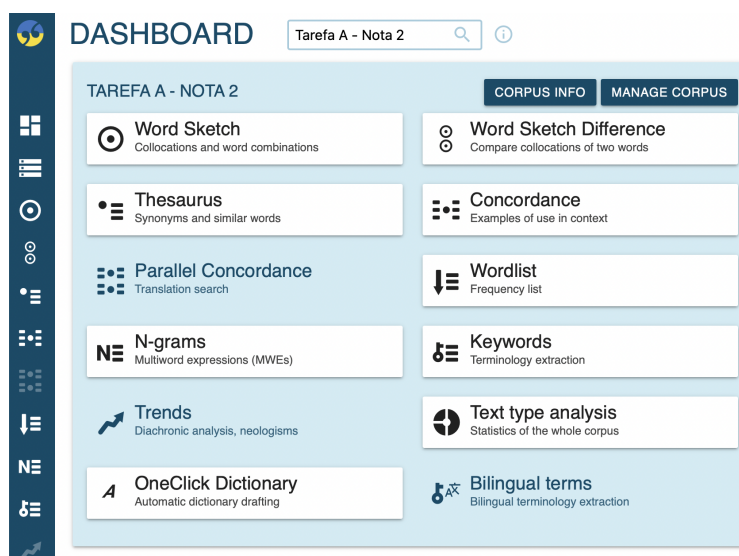 DASHBOARD
Tarefa A - Nota 2
TAREFA A - NOTA 2
CORPUS INFO
MANAGE CORPUS
Word Sketch
Collocations and word combinations
Word Sketch Difference
Compare collocations of two words
Thesaurus
Synonyms and similar words
Concordance
Examples of use in context
Parallel Concordance
Translation search
Wordlist
Frequency list
N-grams
Multiword expressions (MWEs)
Keywords
Terminology extraction
Trends
Diachronic analysis, neologisms
Text type analysis
Statistics of the whole corpus
OneClick Dictionary
Automatic dictionary drafting
Bilingual terms
Bilingual terminology extraction